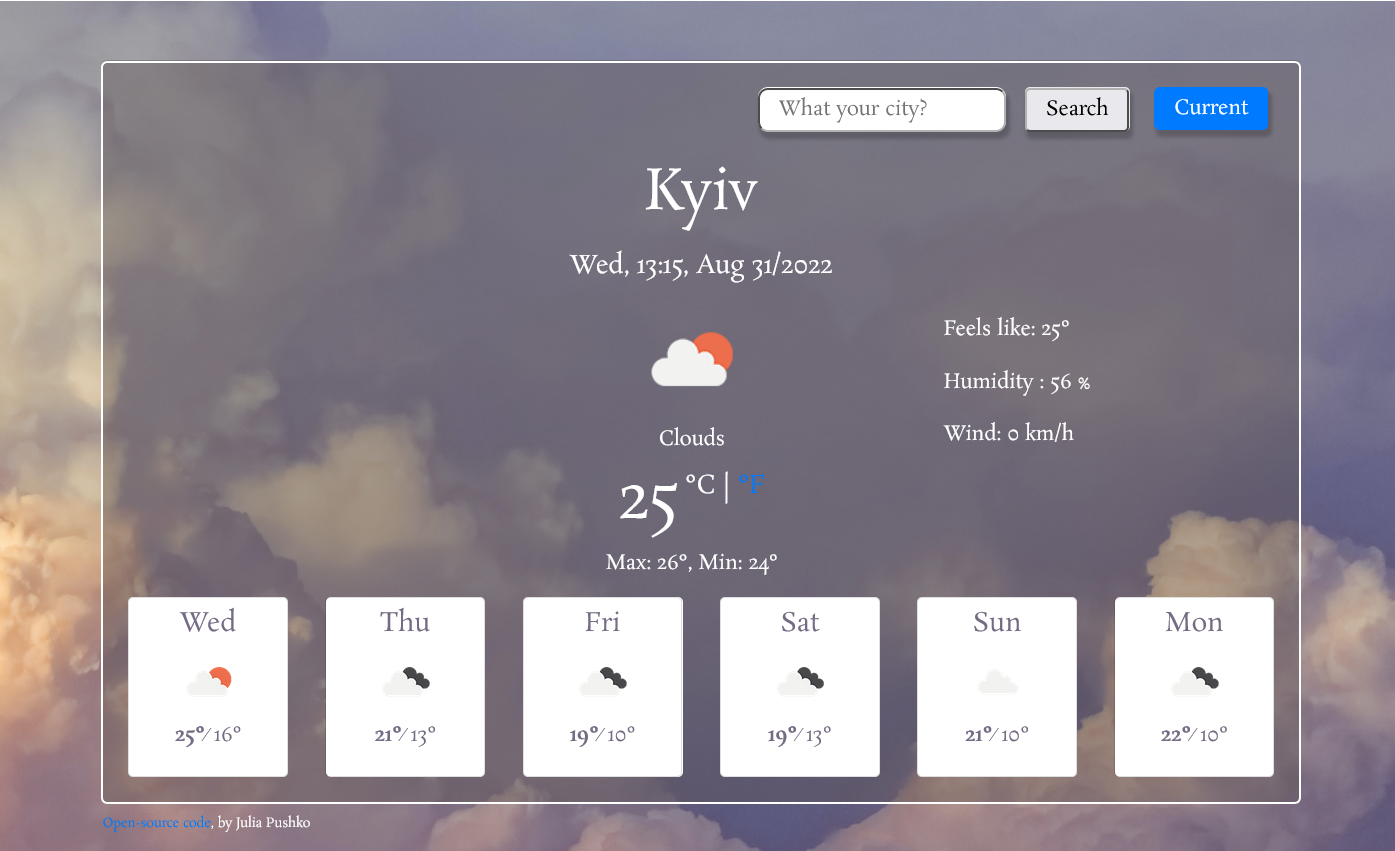 What your city? Search Current
Kyiv
Wed, 13:15, Aug 31/2022
Feels like: 25°
Humidity : 56 %
Wind: 0 km/h
Clouds
25 °C | °F
Max: 26°, Min: 24°
Wed Thu Fri Sat Sun Mon
25°/16° 21°/13° 19°/10° 19°/13° 21°/10° 22°/10°
Open-source code, by Julia Pushko